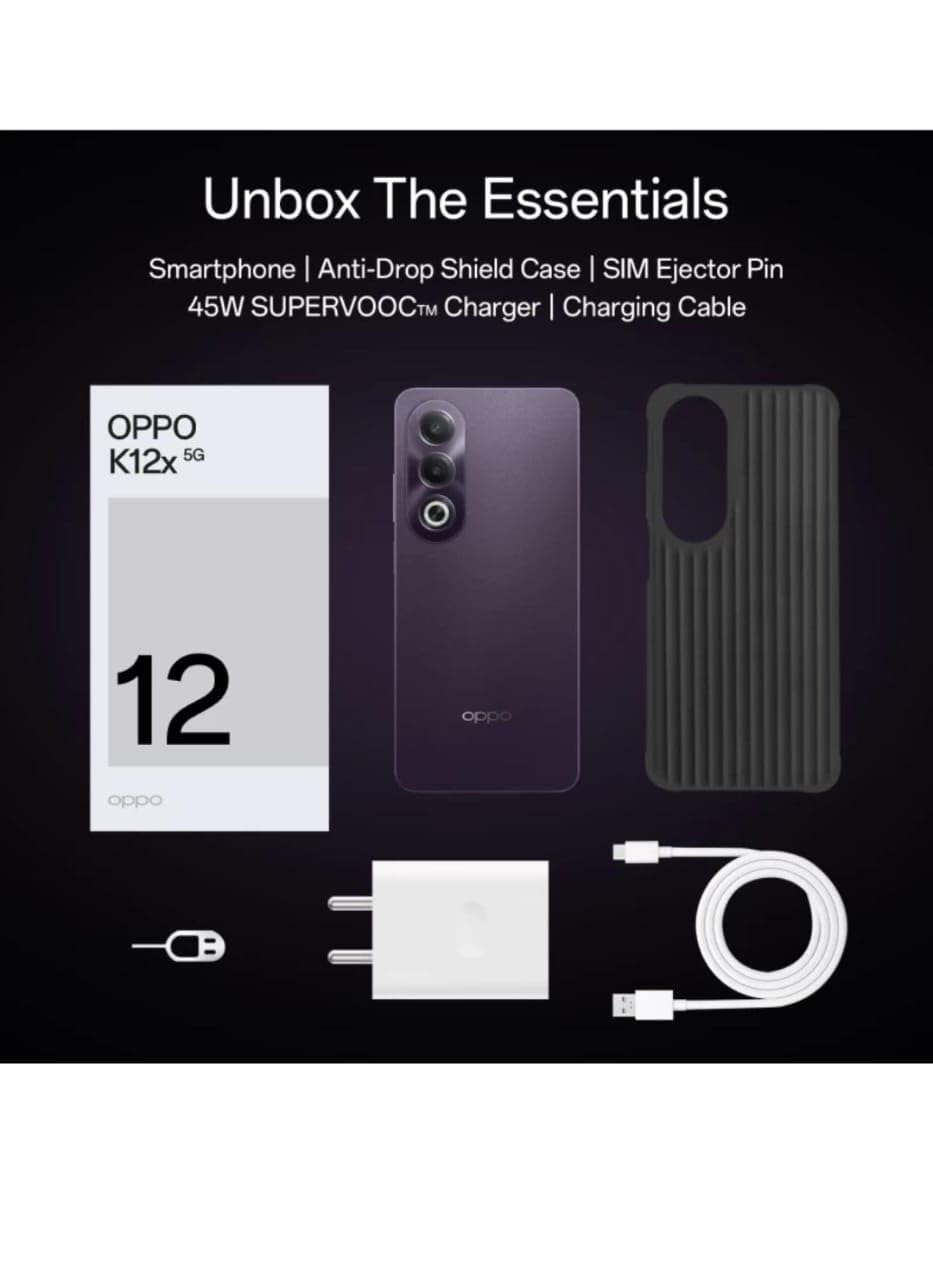 Unbox The Essentials
Smartphone | Anti-Drop Shield Case | SIM Ejector Pin
45W SUPERVOOC™ Charger | Charging Cable
OPPO
K12x 5G
12
oppo
oppo